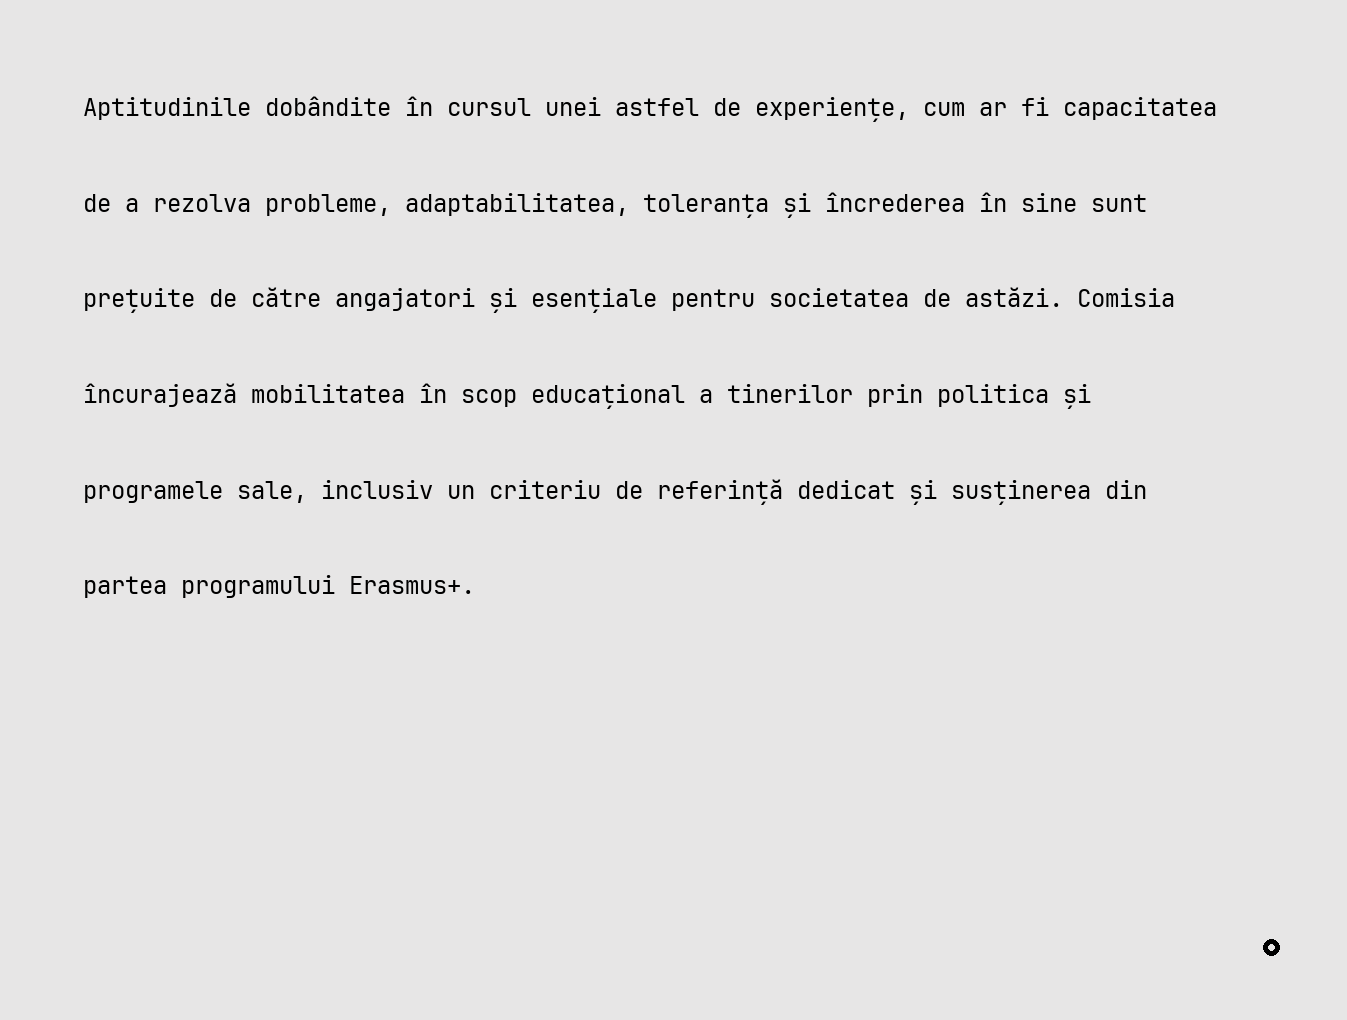 Aptitudinile dobândite în cursul unei astfel de experiențe, cum ar fi capacitatea
de a rezolva probleme, adaptabilitatea, toleranța și încrederea în sine sunt
prețuite de către angajatori și esențiale pentru societatea de astăzi. Comisia
încurajează mobilitatea în scop educațional a tinerilor prin politica și
programele sale, inclusiv un criteriu de referință dedicat și susținerea din
partea programului Erasmus+.